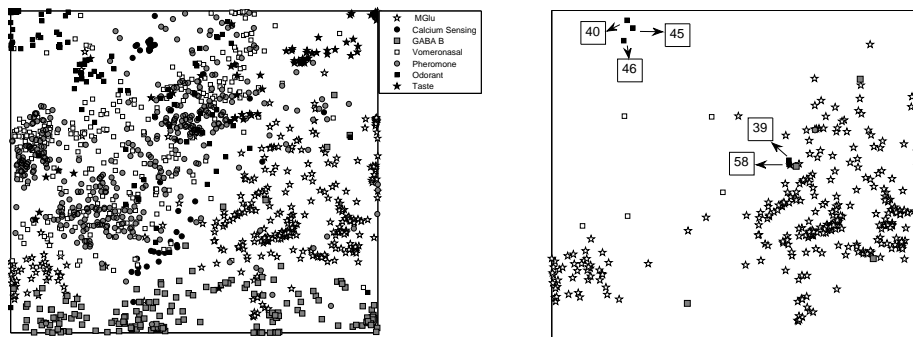 MGlu
Calcium Sensing
GABA B
Vomeronasal
Pheromone
Odorant
Taste
40
45
46
39
58